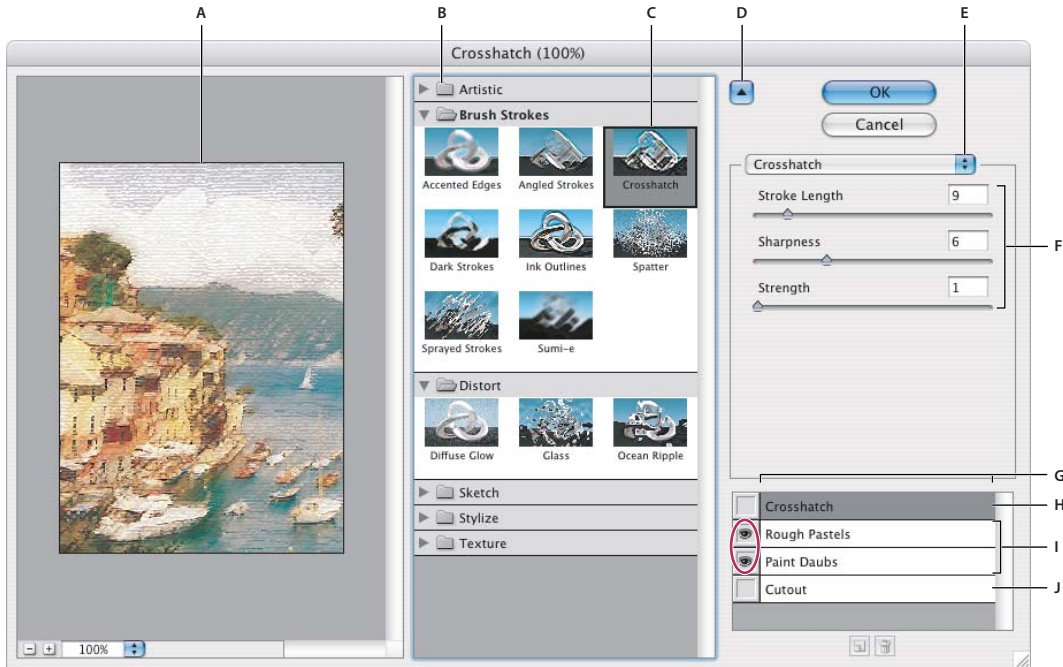 A B C D E
Crosshatch (100%)
Artistic
Brush Strokes
Accented Edges
Angled Strokes
Crosshatch
Dark Strokes
Ink Outlines
Spatter
Sprayed Strokes
Sumi-e
Distort
Diffuse Glow
Glass
Ocean Ripple
Sketch
Stylize
Texture
100%
OK
Cancel
Crosshatch
Stroke Length 9
Sharpness 6
Strength 1
F
G
Crosshatch H
Rough Pastels
I
Paint Daubs
Cutout J